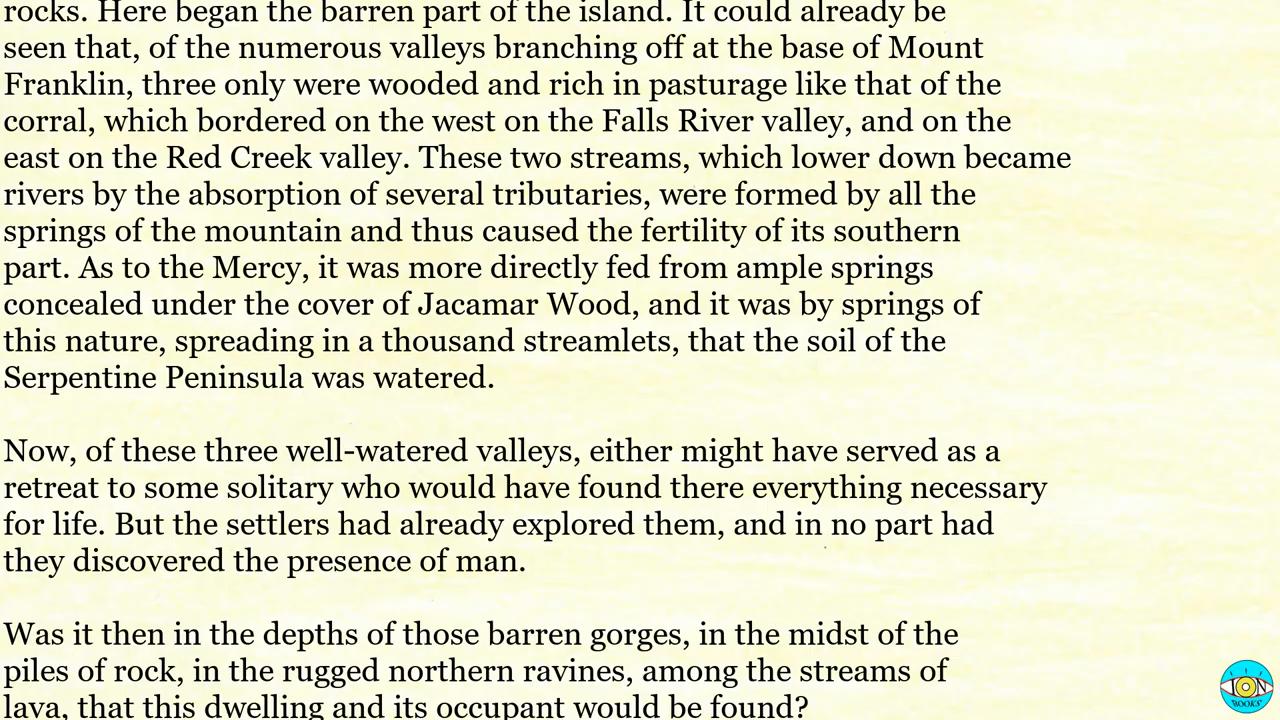 rocks. Here began the barren part of the island. It could already be
seen that, of the numerous valleys branching off at the base of Mount
Franklin, three only were wooded and rich in pasturage like that of the
corral, which bordered on the west on the Falls River valley, and on the
east on the Red Creek valley. These two streams, which lower down became
rivers by the absorption of several tributaries, were formed by all the
springs of the mountain and thus caused the fertility of its southern
part. As to the Mercy, it was more directly fed from ample springs
concealed under the cover of Jacamar Wood, and it was by springs of
this nature, spreading in a thousand streamlets, that the soil of the
Serpentine Peninsula was watered.
Now, of these three well-watered valleys, either might have served as a
retreat to some solitary who would have found there everything necessary
for life. But the settlers had already explored them, and in no part had
they discovered the presence of man.
Was it then in the depths of those barren gorges, in the midst of the
piles of rock, in the rugged northern ravines, among the streams of
lava, that this dwelling and its occupant would be found?
ION
BOOKS